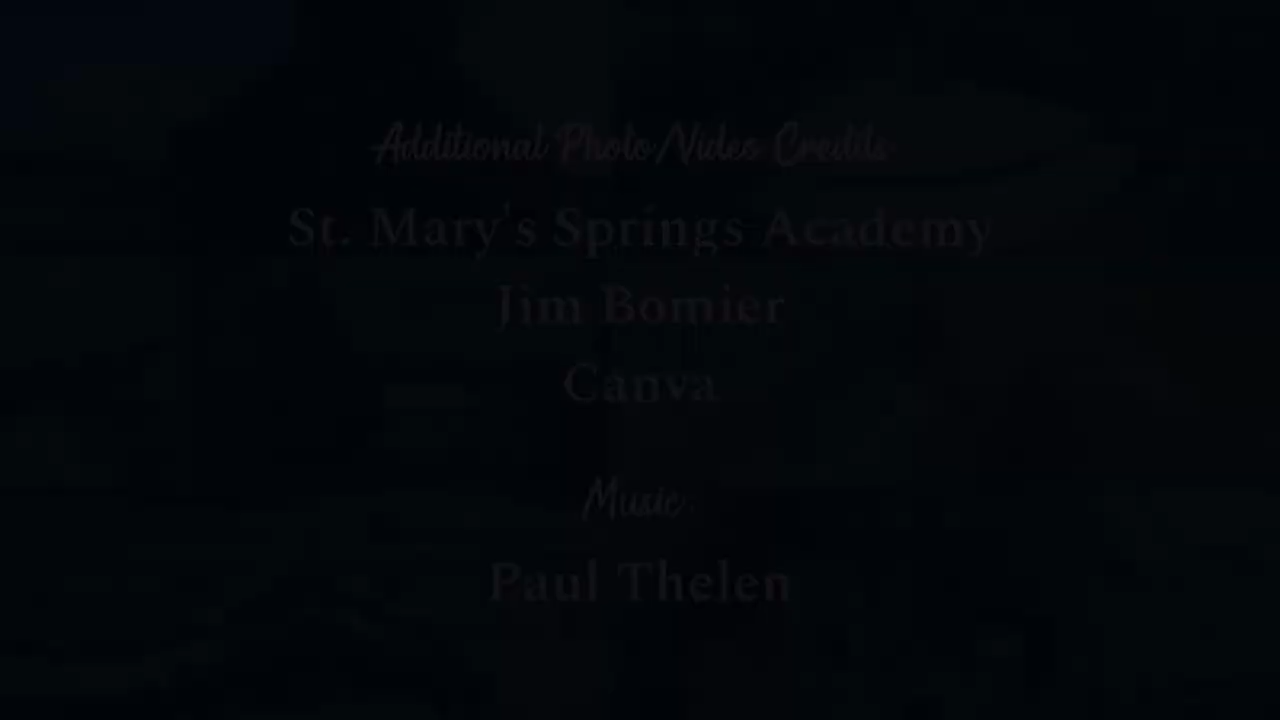 Additional Photo/Video Credits
St. Mary's Springs Academy
Jim Bomier
Canva
Music:
Paul Thelen